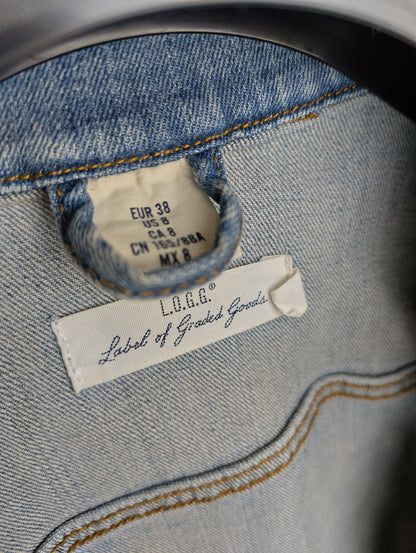 EUR 38
US 8
CA 8
CN 165/88A
MX 8
L.O.G.G.®
Label of Graded Goods